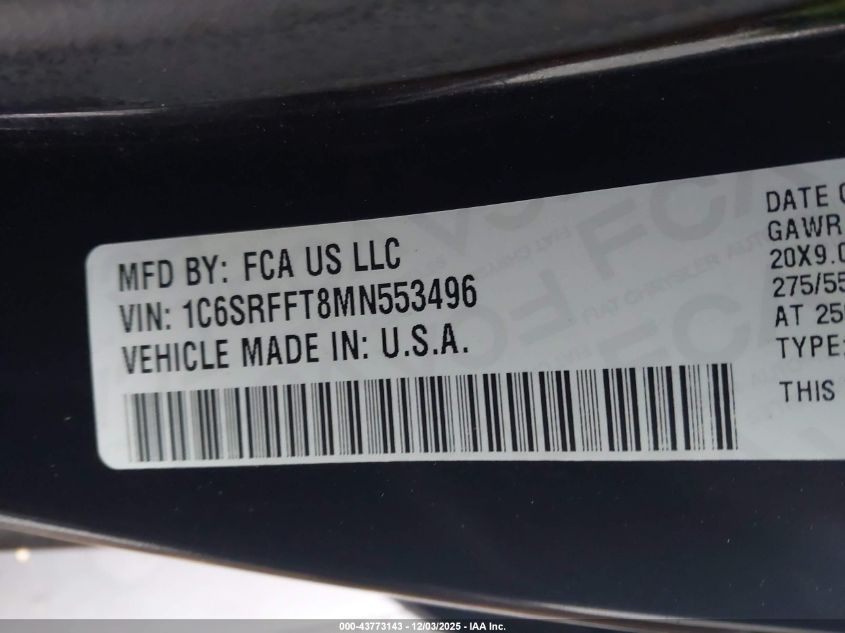 MFD BY: FCA US LLC
VIN: 1C6SRFFT8MN553496
VEHICLE MADE IN: U.S.A.
DATE O
GAWR
20X9.0
275/55
AT 25
TYPE:
THIS
000-43773143 - 12/03/2025 - IAA Inc.